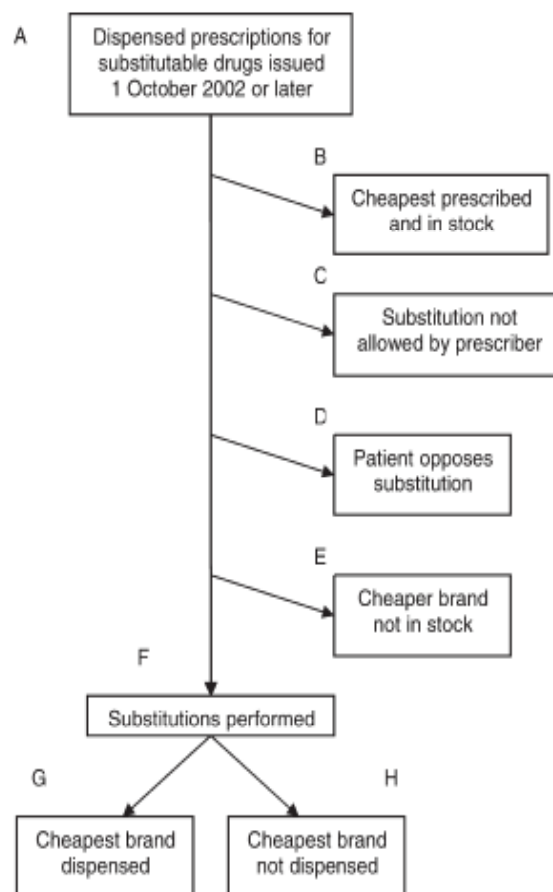 A
Dispensed prescriptions for
substitutable drugs issued
1 October 2002 or later
B
Cheapest prescribed
and in stock
C
Substitution not
allowed by prescriber
D
Patient opposes
substitution
E
Cheaper brand
not in stock
F
Substitutions performed
G
H
Cheapest brand
dispensed
Cheapest brand
not dispensed